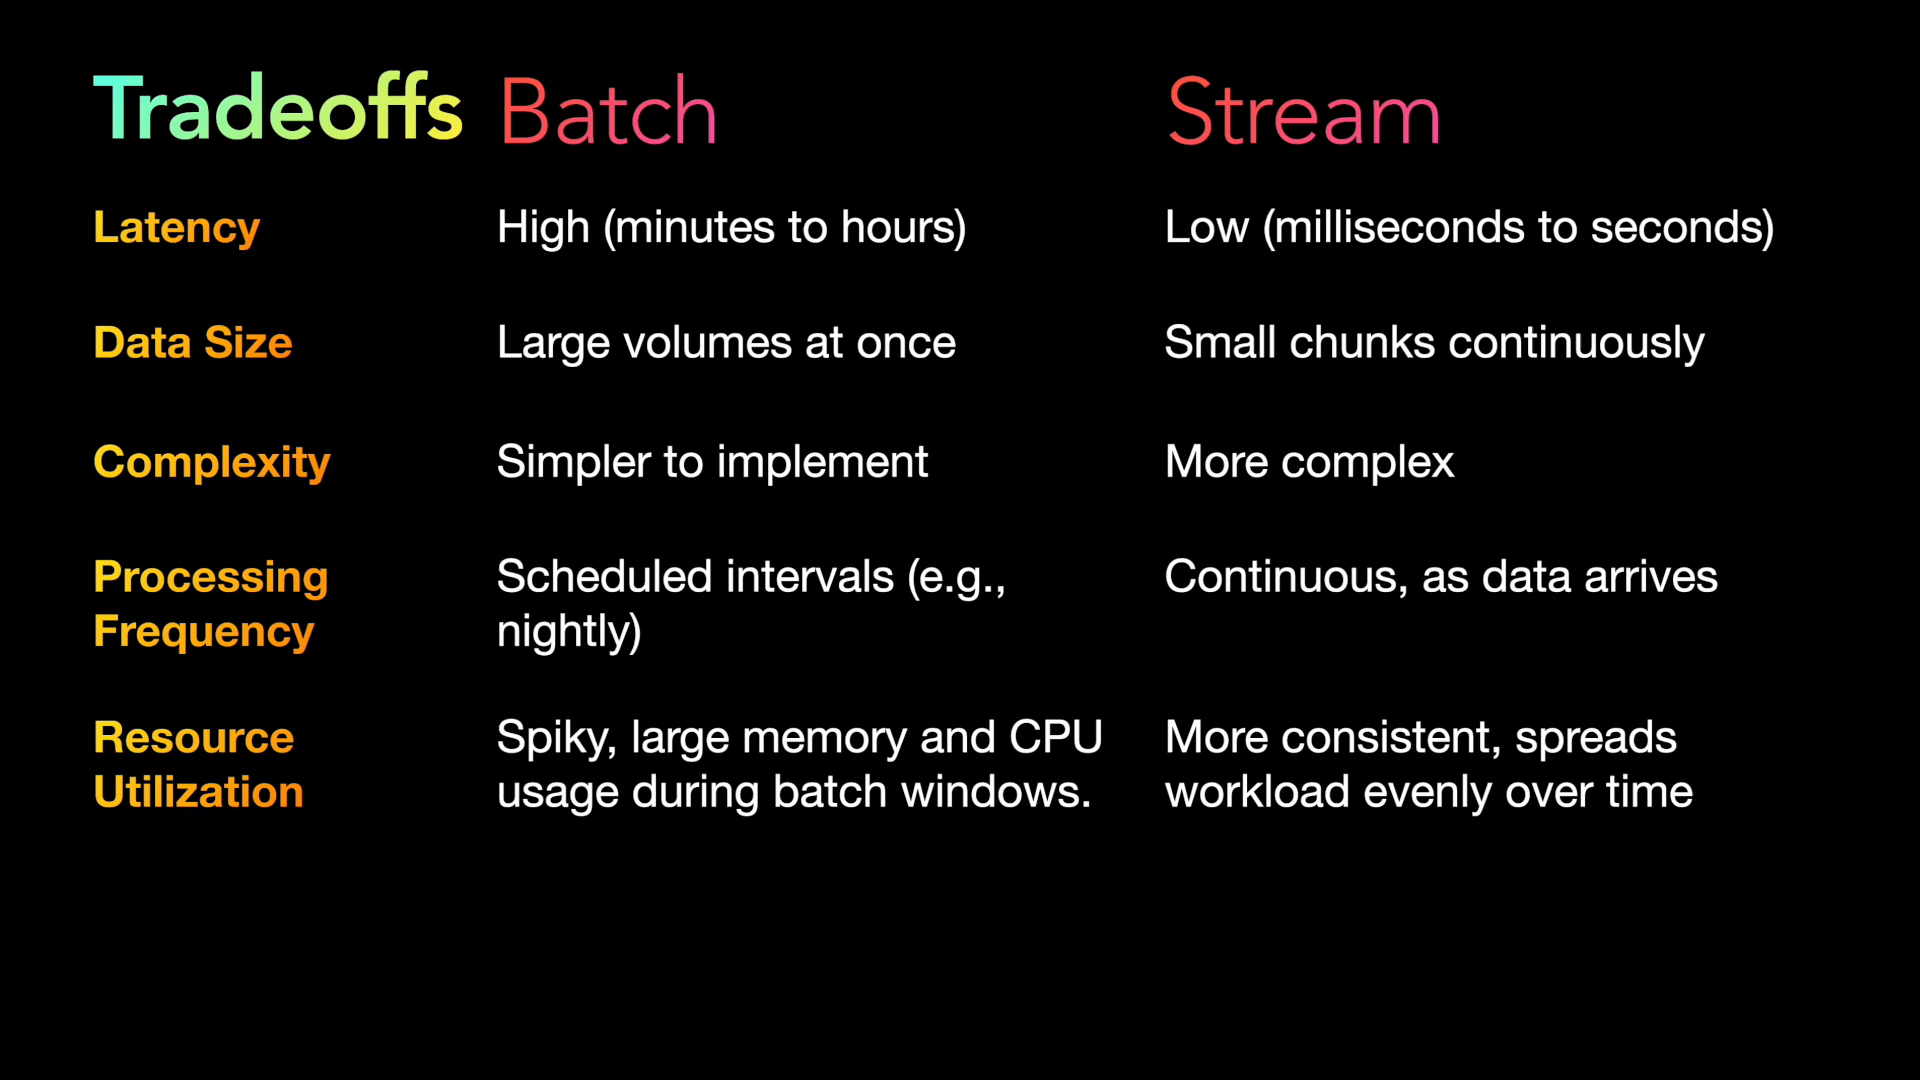 Tradeoffs Batch Stream
Latency High (minutes to hours) Low (milliseconds to seconds)
Data Size Large volumes at once Small chunks continuously
Complexity Simpler to implement More complex
Processing Scheduled intervals (e.g., Continuous, as data arrives
Frequency nightly)
Resource Spiky, large memory and CPU More consistent, spreads
Utilization usage during batch windows. workload evenly over time